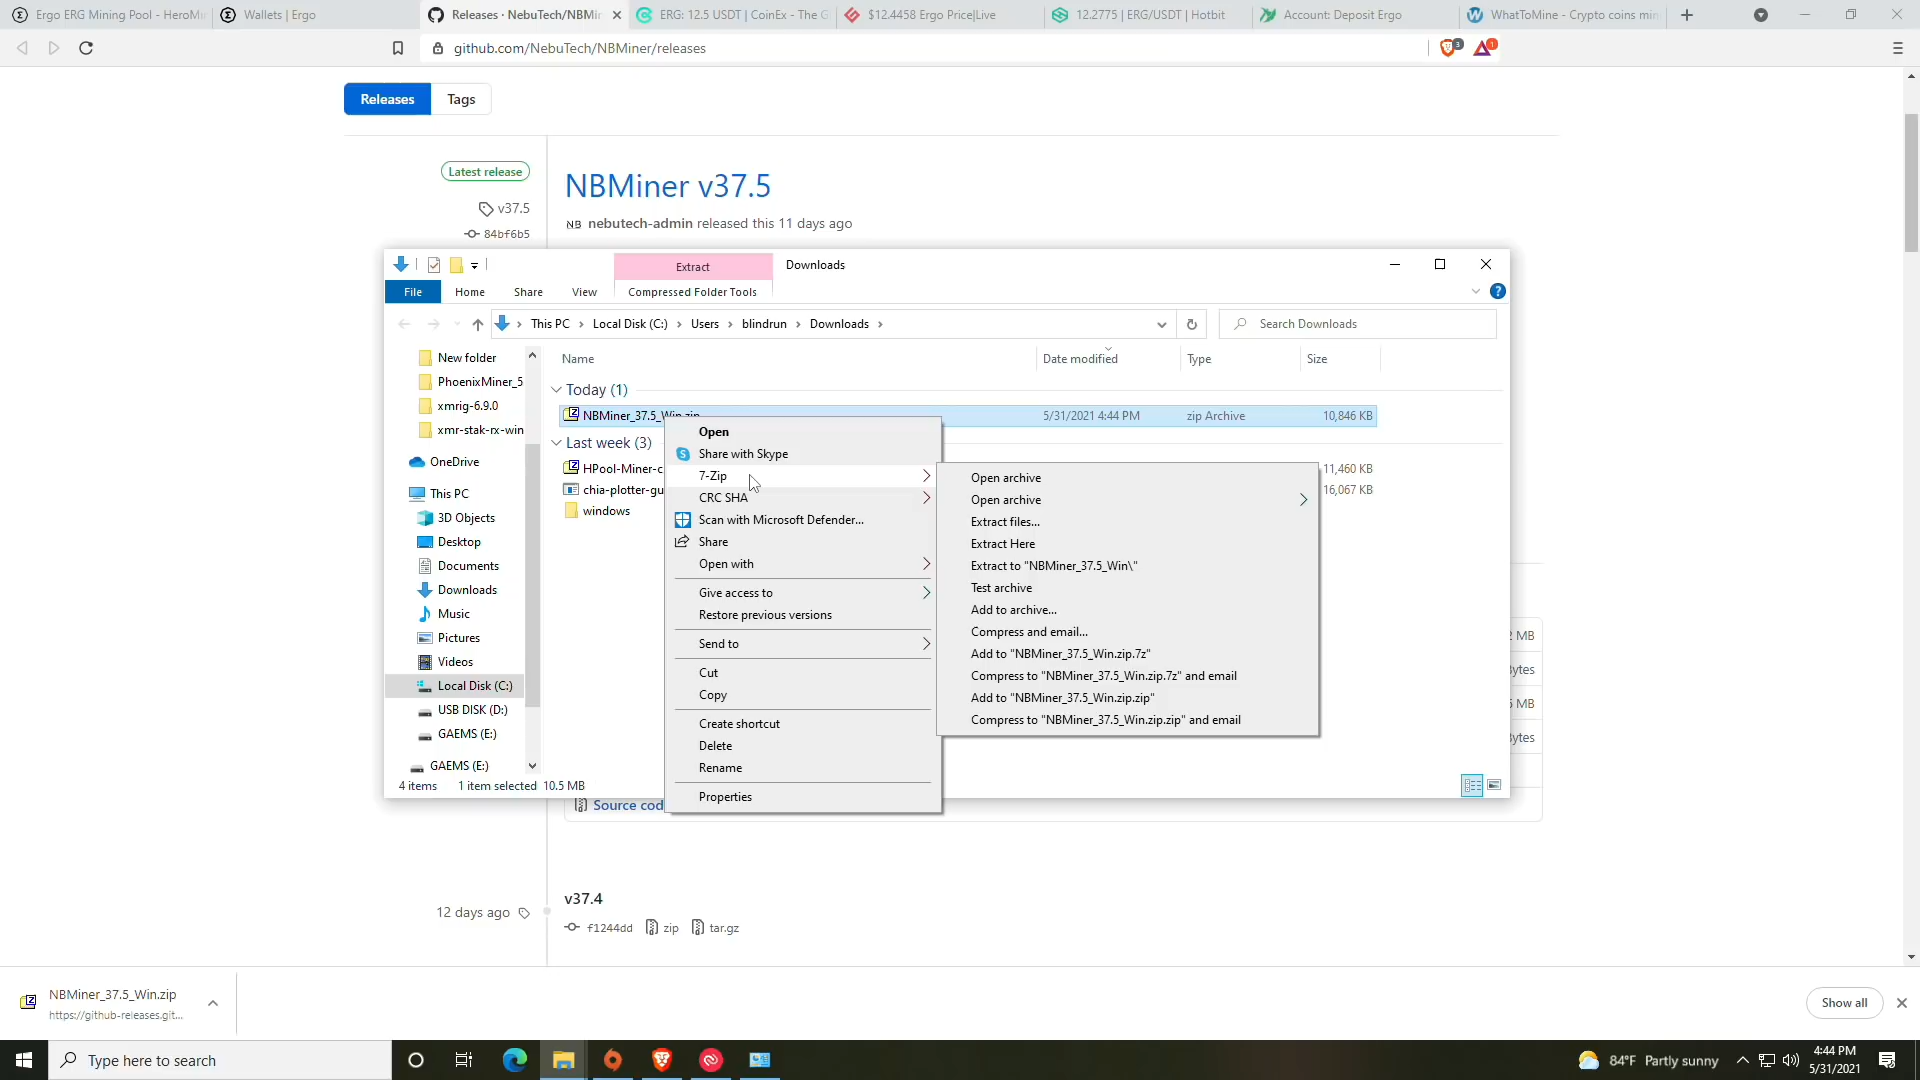 Ergo ERG Mining Pool - HeroMi
Wallets | Ergo
Releases · NebuTech/NBMin
ERG: 12.5 USDT | CoinEx - The G
$12.4458 Ergo Price|Live
12.2775 | ERG/USDT | Hotbit
Account: Deposit Ergo
WhatToMine - Crypto coins min
github.com/NebuTech/NBMiner/releases
3
1
Releases
Tags
Latest release
NBMiner v37.5
v37.5
NB nebutech-admin released this 11 days ago
84bf6b5
Extract
Downloads
File
Home
Share
View
Compressed Folder Tools
This PC
Local Disk (C:)
Users
blindrun
Downloads
Search Downloads
Name
Date modified
Type
Size
New folder
PhoenixMiner_5
xmrig-6.9.0
xmr-stak-rx-win
OneDrive
This PC
3D Objects
Desktop
Documents
Downloads
Music
Pictures
Videos
Local Disk (C:)
USB DISK (D:)
GAEMS (E:)
GAEMS (E:)
Today (1)
NBMiner_37.5_Win.zip
5/31/2021 4:44 PM
zip Archive
10,846 KB
Last week (3)
HPool-Miner-c
11,460 KB
chia-plotter-gu
16,067 KB
windows
Open
Share with Skype
7-Zip
CRC SHA
Scan with Microsoft Defender...
Share
Open with
Give access to
Restore previous versions
Send to
Cut
Copy
Create shortcut
Delete
Rename
Properties
Open archive
Open archive
Extract files...
Extract Here
Extract to "NBMiner_37.5_Win\"
Test archive
Add to archive...
Compress and email...
Add to "NBMiner_37.5_Win.zip.7z"
Compress to "NBMiner_37.5_Win.zip.7z" and email
Add to "NBMiner_37.5_Win.zip.zip"
Compress to "NBMiner_37.5_Win.zip.zip" and email
MB
MB
4 items
1 item selected 10.5 MB
Source cod
v37.4
12 days ago
f1244dd
zip
tar.gz
NBMiner_37.5_Win.zip
https://github-releases.git...
Show all
Type here to search
84°F Partly sunny
4:44 PM
5/31/2021